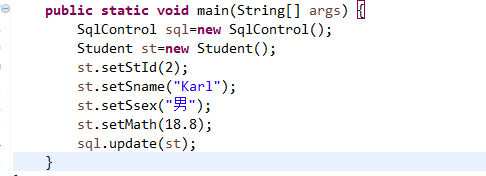 public static void main(String[] args) {
SqlControl sql=new SqlControl();
Student st=new Student();
st.setStId(2);
st.setSname("Karl");
st.setSsex("男");
st.setMath(18.8);
sql.update(st);
}